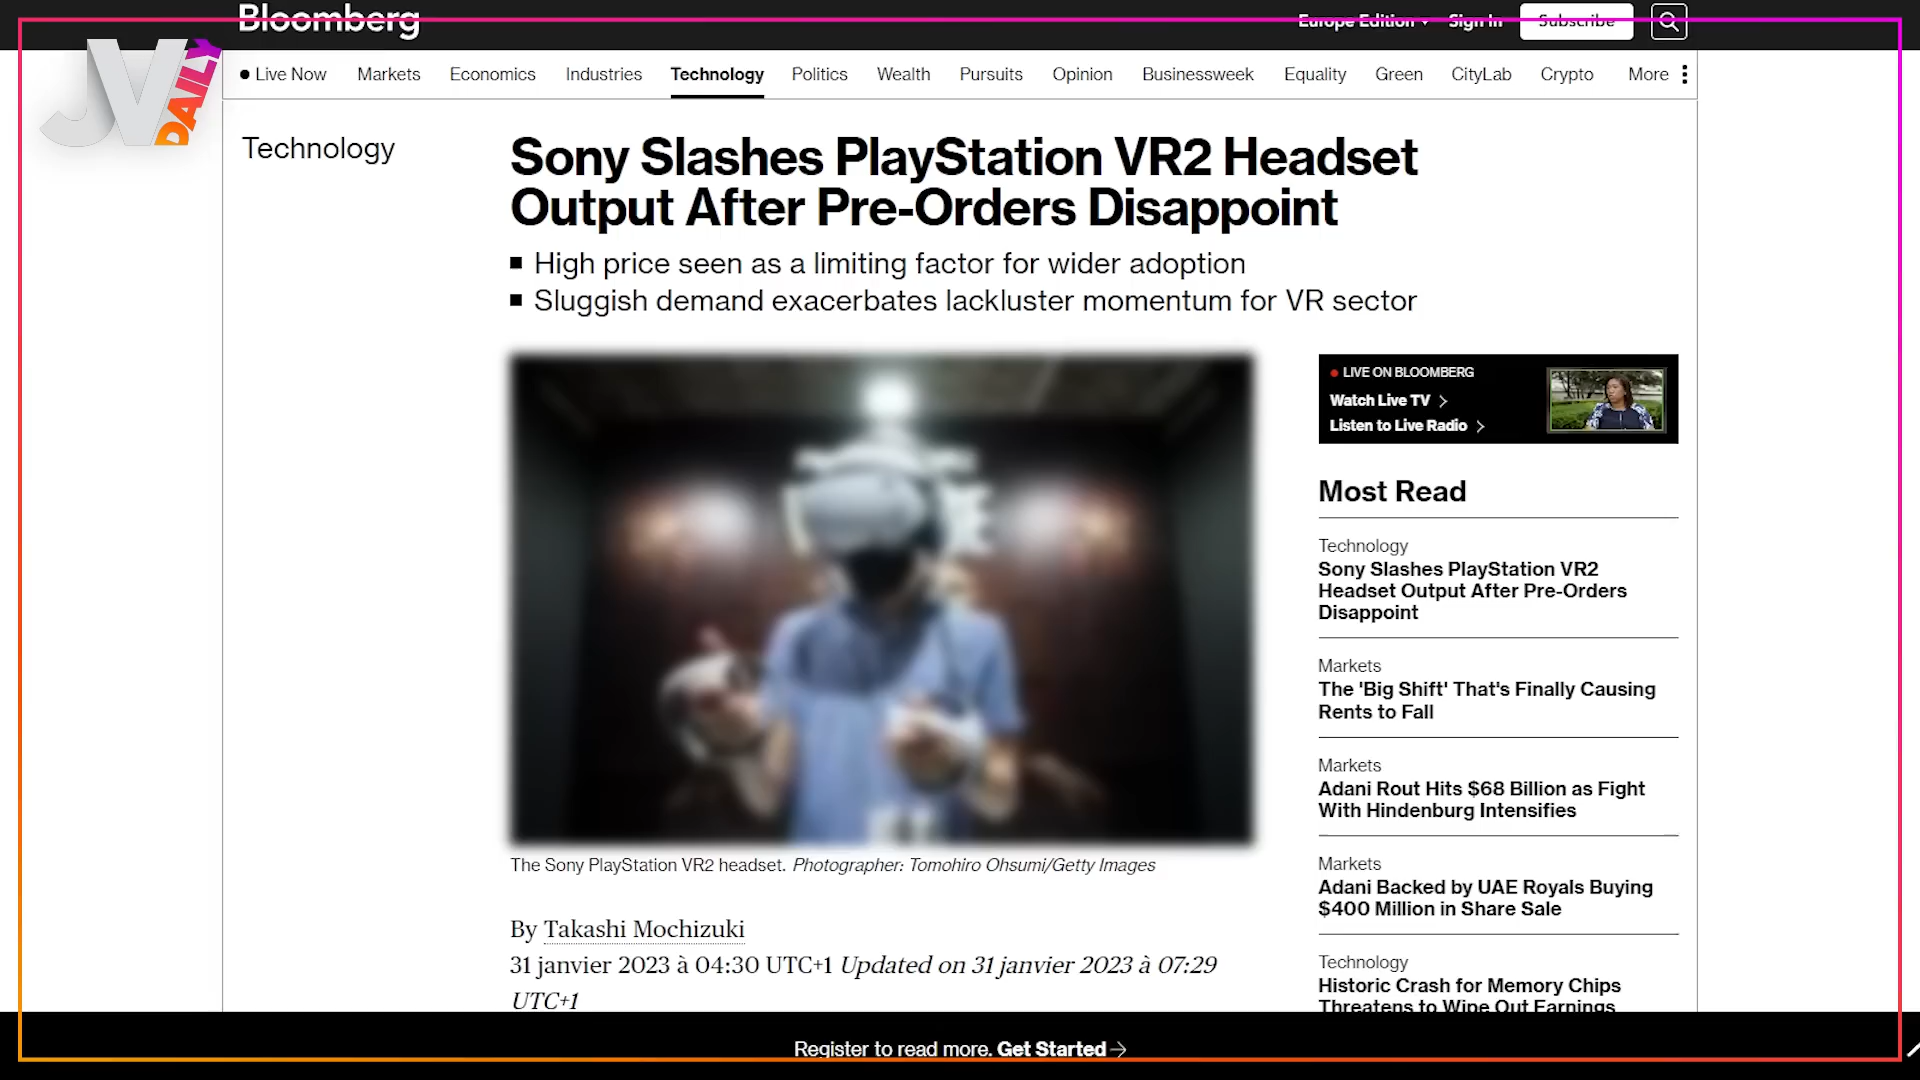 Bloomberg
Europe Edition
Sign In
Subscribe
JV DAILY
Live Now
Markets
Economics
Industries
Technology
Politics
Wealth
Pursuits
Opinion
Businessweek
Equality
Green
CityLab
Crypto
More
Technology
Sony Slashes PlayStation VR2 Headset
Output After Pre-Orders Disappoint
High price seen as a limiting factor for wider adoption
Sluggish demand exacerbates lackluster momentum for VR sector
The Sony PlayStation VR2 headset. Photographer: Tomohiro Ohsumi/Getty Images
By Takashi Mochizuki
31 janvier 2023 à 04:30 UTC+1 Updated on 31 janvier 2023 à 07:29
UTC+1
LIVE ON BLOOMBERG
Watch Live TV
Listen to Live Radio
Most Read
Technology
Sony Slashes PlayStation VR2
Headset Output After Pre-Orders
Disappoint
Markets
The 'Big Shift' That's Finally Causing
Rents to Fall
Markets
Adani Rout Hits $68 Billion as Fight
With Hindenburg Intensifies
Markets
Adani Backed by UAE Royals Buying
$400 Million in Share Sale
Technology
Historic Crash for Memory Chips
Threatens to Wipe Out Earnings
Register to read more. Get Started